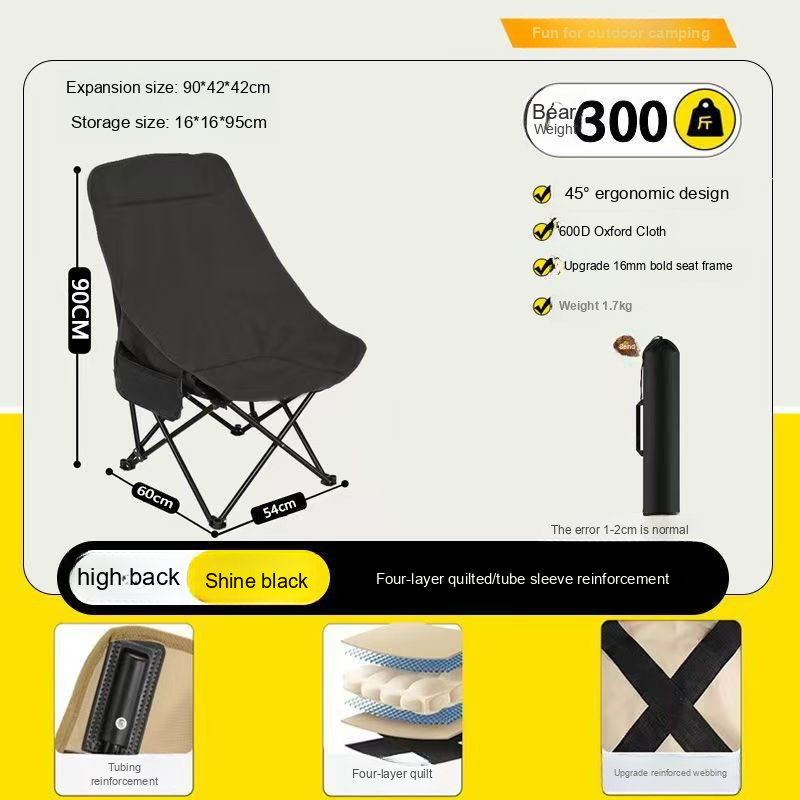 Fun for outdoor camping
Expansion size: 90*42*42cm
Storage size: 16*16*95cm
Bear
Weight
300
斤
45° ergonomic design
600D Oxford Cloth
Upgrade 16mm bold seat frame
Weight 1.7kg
90CM
60cm
54cm
Send
The error 1-2cm is normal
high back
Shine black
Four-layer quilted/tube sleeve reinforcement
Tubing
reinforcement
Four-layer quilt
Upgrade reinforced webbing